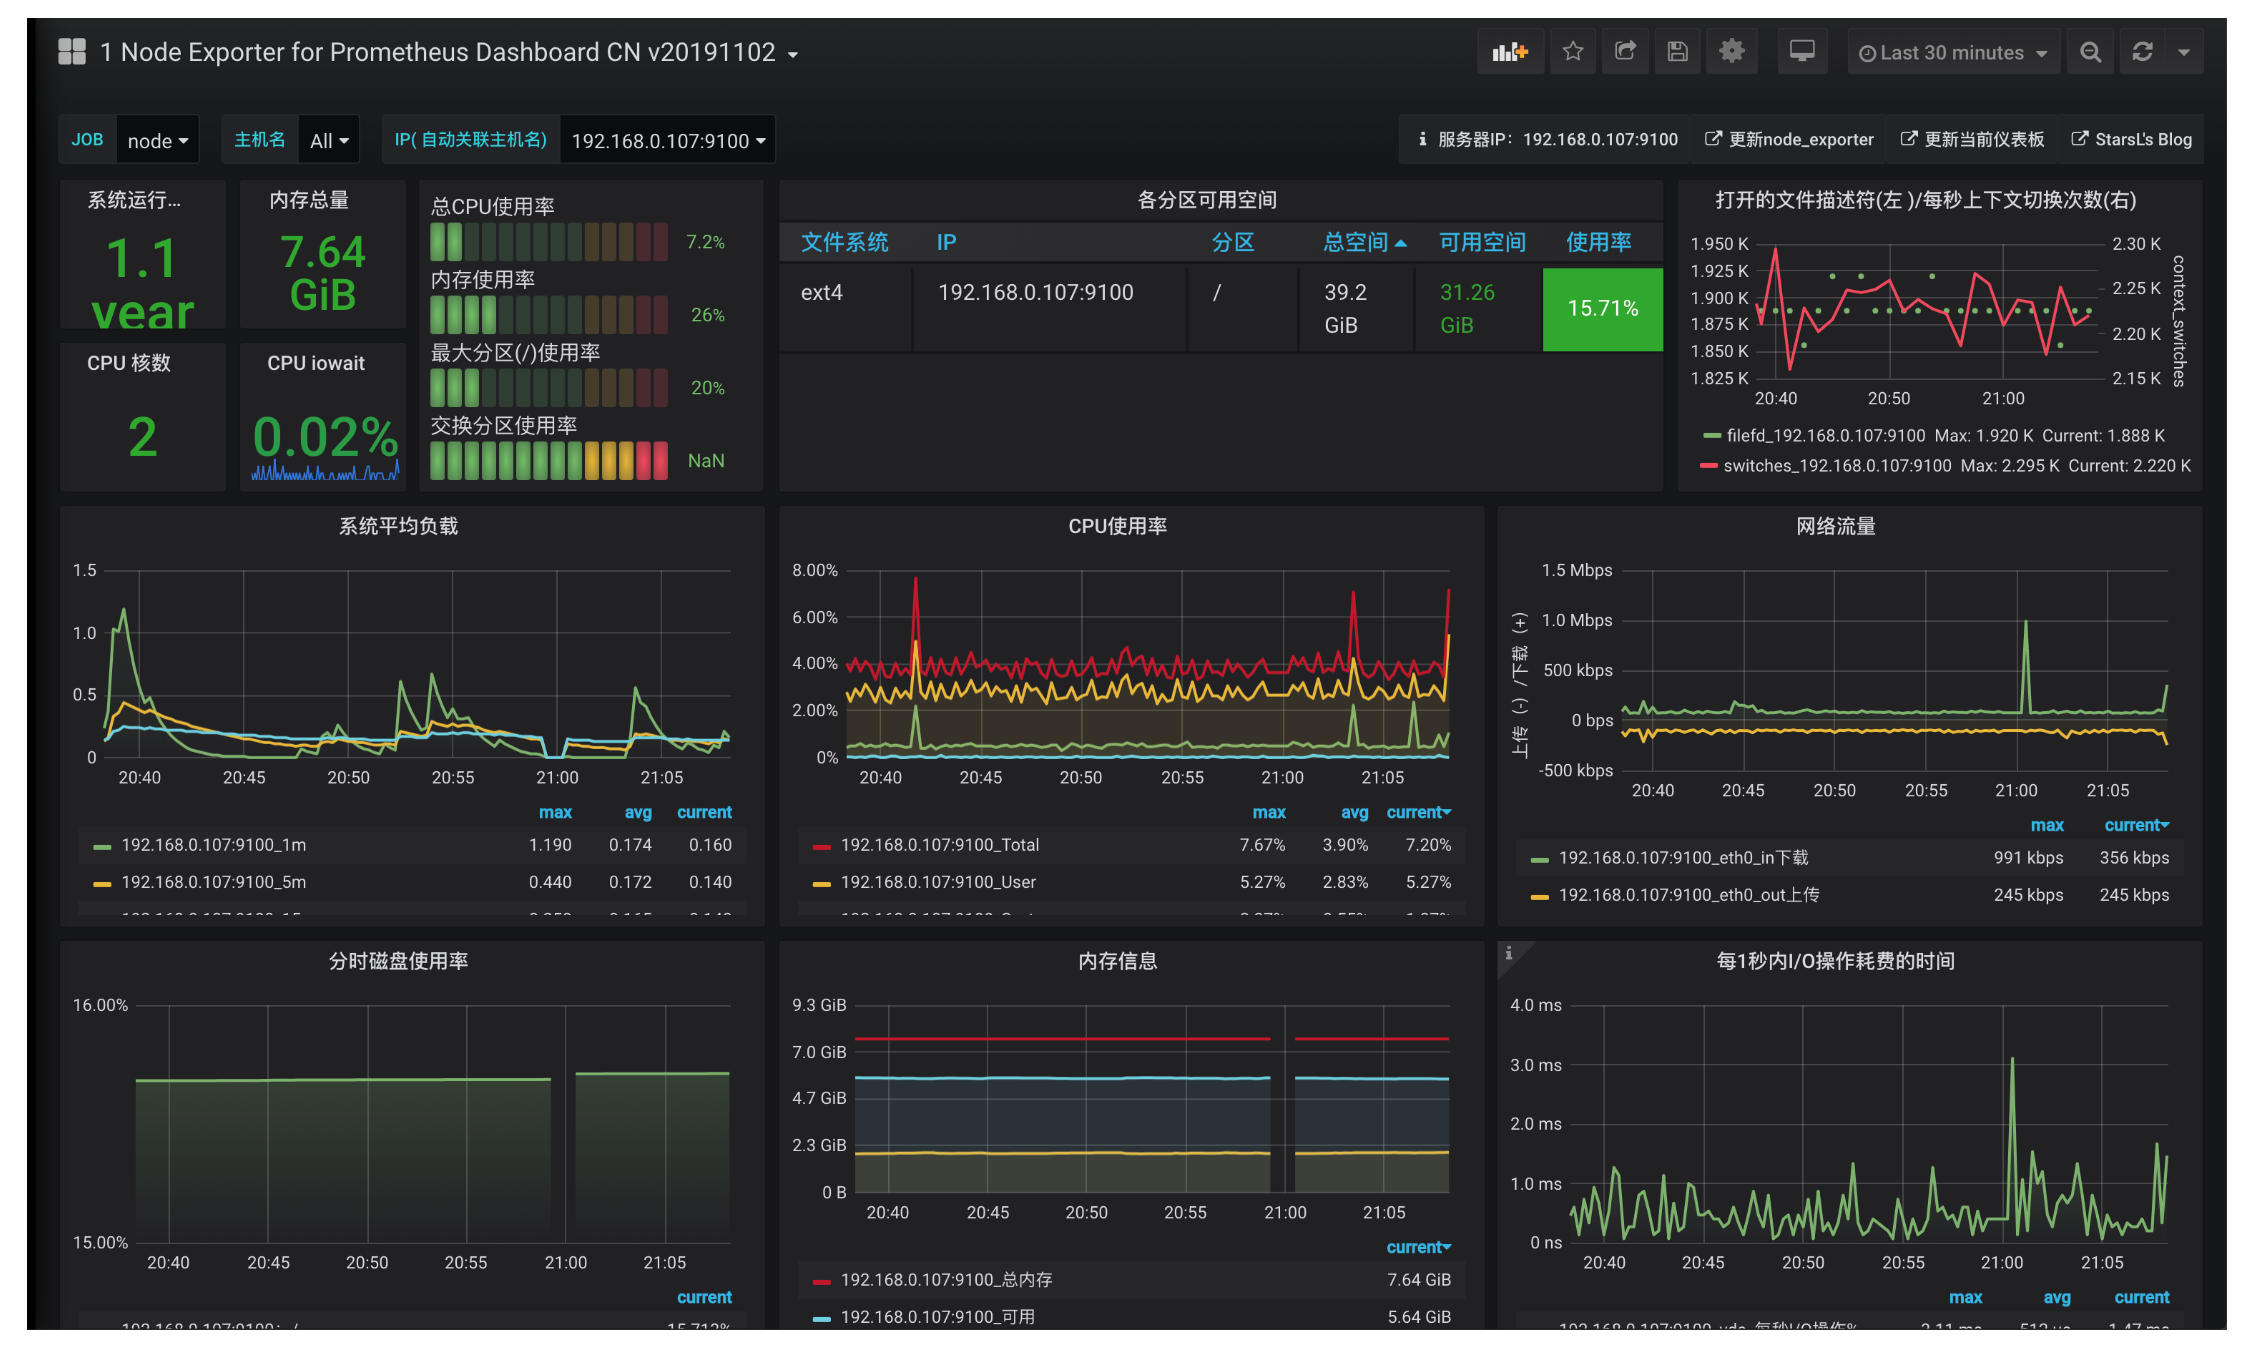 1 Node Exporter for Prometheus Dashboard CN v20191102
Last 30 minutes
JOB node 主机名 All IP( 自动关联主机名) 192.168.0.107:9100
服务器IP：192.168.0.107:9100 更新node_exporter 更新当前仪表板 StarsL's Blog
系统运行...
1.1
year
内存总量
7.64
GiB
CPU 核数
2
CPU iowait
0.02%
总CPU使用率
7.2%
内存使用率
26%
最大分区(/)使用率
20%
交换分区使用率
NaN
各分区可用空间
文件系统 IP 分区 总空间 可用空间 使用率
ext4 192.168.0.107:9100 / 39.2 GiB 31.26 GiB 15.71%
打开的文件描述符(左 )/每秒上下文切换次数(右)
1.950 K
1.925 K
1.900 K
1.875 K
1.850 K
1.825 K
2.30 K
2.25 K
2.20 K
2.15 K
context_switches
20:40 20:50 21:00
filefd_192.168.0.107:9100 Max: 1.920 K Current: 1.888 K
switches_192.168.0.107:9100 Max: 2.295 K Current: 2.220 K
系统平均负载
1.5
1.0
0.5
0
20:40 20:45 20:50 20:55 21:00 21:05
max avg current
192.168.0.107:9100_1m 1.190 0.174 0.160
192.168.0.107:9100_5m 0.440 0.172 0.140
CPU使用率
8.00%
6.00%
4.00%
2.00%
0%
20:40 20:45 20:50 20:55 21:00 21:05
max avg current
192.168.0.107:9100_Total 7.67% 3.90% 7.20%
192.168.0.107:9100_User 5.27% 2.83% 5.27%
网络流量
上传（-）/下载（+）
1.5 Mbps
1.0 Mbps
500 kbps
0 bps
-500 kbps
20:40 20:45 20:50 20:55 21:00 21:05
max current
192.168.0.107:9100_eth0_in下载 991 kbps 356 kbps
192.168.0.107:9100_eth0_out上传 245 kbps 245 kbps
分时磁盘使用率
16.00%
15.00%
20:40 20:45 20:50 20:55 21:00 21:05
current
内存信息
9.3 GiB
7.0 GiB
4.7 GiB
2.3 GiB
0 B
20:40 20:45 20:50 20:55 21:00 21:05
current
192.168.0.107:9100_总内存 7.64 GiB
192.168.0.107:9100_可用 5.64 GiB
每1秒内I/O操作耗费的时间
4.0 ms
3.0 ms
2.0 ms
1.0 ms
0 ns
20:40 20:45 20:50 20:55 21:00 21:05
max avg current